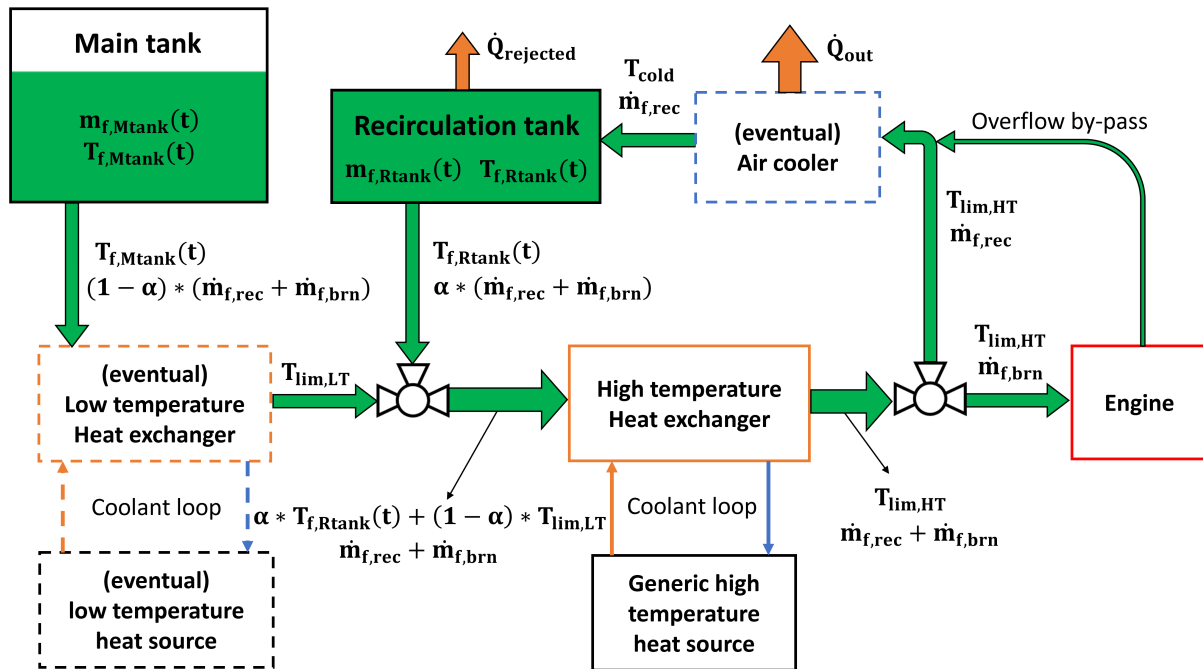 Main tank
m_f,Mtank(t)
T_f,Mtank(t)
Q̇_rejected
Recirculation tank
m_f,Rtank(t) T_f,Rtank(t)
T_cold
ṁ_f,rec
Q̇_out
(eventual)
Air cooler
Overflow by-pass
T_lim,HT
ṁ_f,rec
T_f,Mtank(t)
(1 − α) ∗ (ṁ_f,rec + ṁ_f,brn)
T_f,Rtank(t)
α ∗ (ṁ_f,rec + ṁ_f,brn)
(eventual)
Low temperature
Heat exchanger
T_lim,LT
High temperature
Heat exchanger
T_lim,HT
ṁ_f,brn
Engine
Coolant loop
α ∗ T_f,Rtank(t) + (1 − α) ∗ T_lim,LT
ṁ_f,rec + ṁ_f,brn
Coolant loop
T_lim,HT
ṁ_f,rec + ṁ_f,brn
(eventual)
low temperature
heat source
Generic high
temperature
heat source